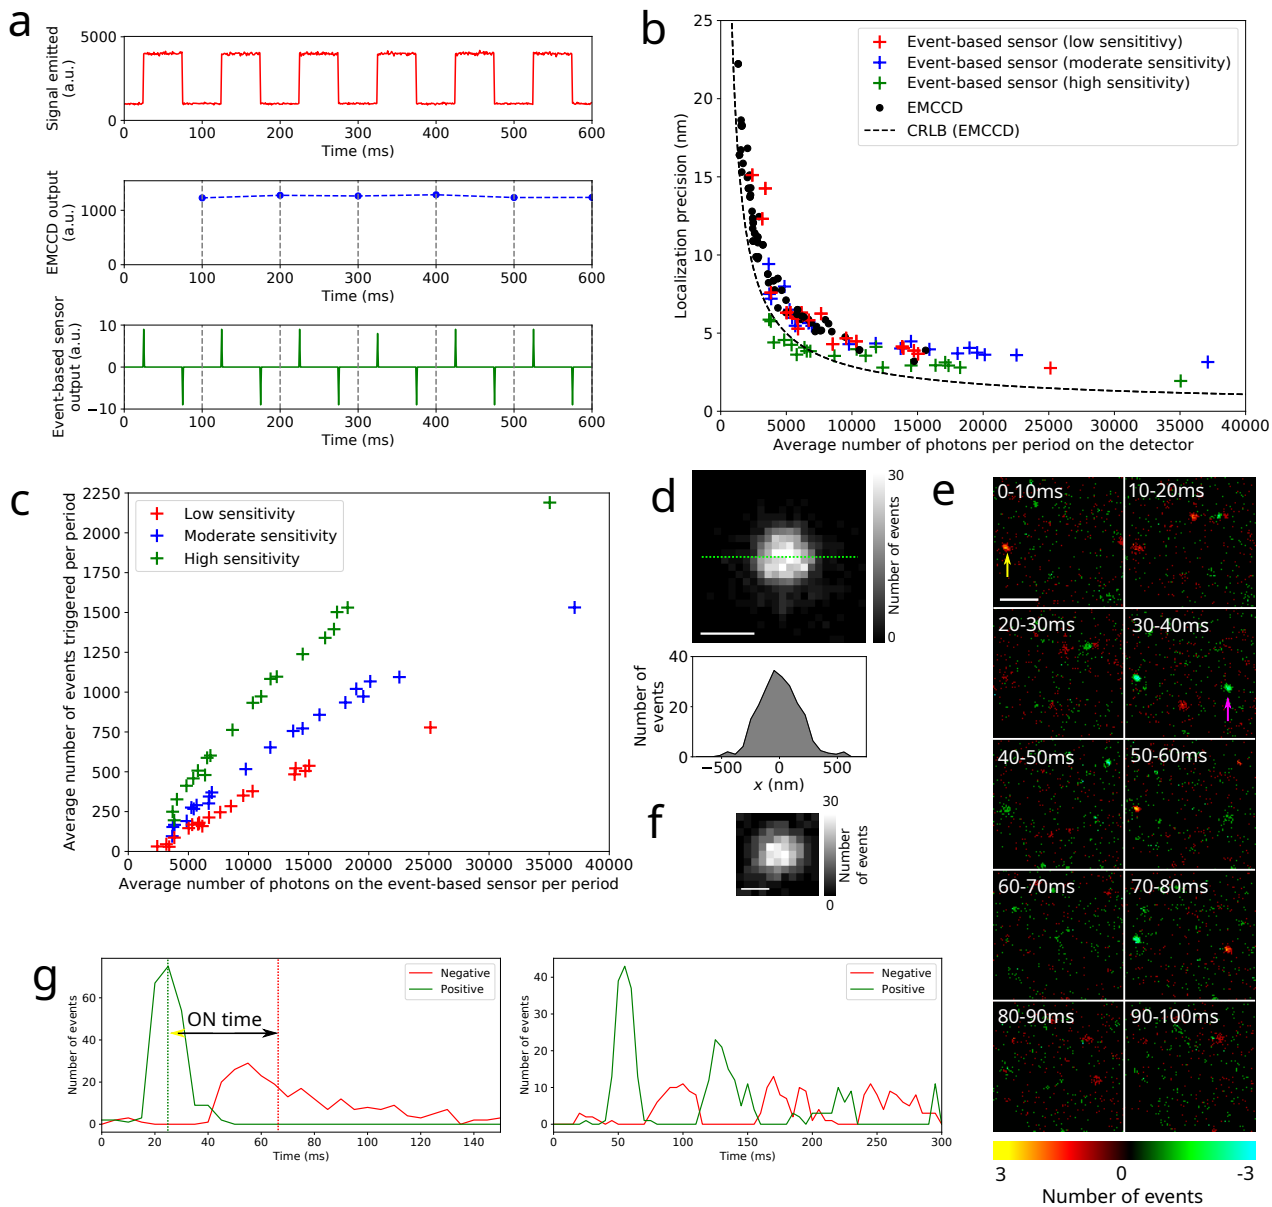 a
Signal emitted
(a.u.)
5000
0
0 100 200 300 400 500 600
Time (ms)
EMCCD output
(a.u.)
1000
0
0 100 200 300 400 500 600
Time (ms)
Event-based sensor
output (a.u.)
10
0
−10
0 100 200 300 400 500 600
Time (ms)
b
Localization precision (nm)
25
20
15
10
5
0
Event-based sensor (low sensititivy)
Event-based sensor (moderate sensitivity)
Event-based sensor (high sensitivity)
EMCCD
CRLB (EMCCD)
0 5000 10000 15000 20000 25000 30000 35000 40000
Average number of photons per period on the detector
c
Average number of events triggered per period
2250
2000
1750
1500
1250
1000
750
500
250
0
Low sensitivity
Moderate sensitivity
High sensitivity
0 5000 10000 15000 20000 25000 30000 35000 40000
Average number of photons on the event-based sensor per period
d
30
Number of events
0
Number of
events
40
20
0
−500 0 500
x (nm)
f
30
Number
of events
0
e
0-10ms
10-20ms
20-30ms
30-40ms
40-50ms
50-60ms
60-70ms
70-80ms
80-90ms
90-100ms
3 0 -3
Number of events
g
Number of events
60
40
20
0
Negative
Positive
ON time
0 20 40 60 80 100 120 140
Time (ms)
Number of events
40
30
20
10
0
Negative
Positive
0 50 100 150 200 250 300
Time (ms)